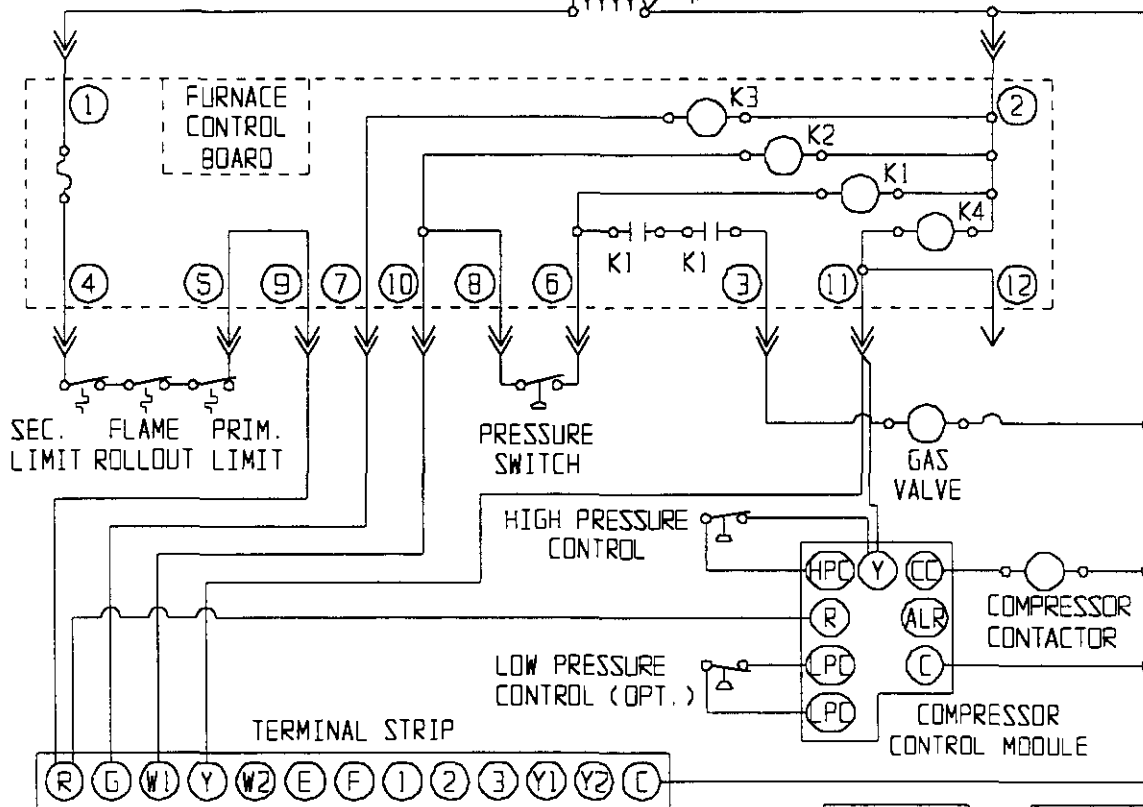 FURNACE
CONTROL
BOARD
1
2
K3
K2
K1
K4
K1 K1
4 5 9 7 10 8 6 3 11 12
SEC. FLAME PRIM.
LIMIT ROLLOUT LIMIT
PRESSURE
SWITCH
GAS
VALVE
HIGH PRESSURE
CONTROL
HPC Y CC
R ALR
LPC C
LPC
COMPRESSOR
CONTACTOR
LOW PRESSURE
CONTROL (OPT.)
COMPRESSOR
CONTROL MODULE
TERMINAL STRIP
R G W1 Y W2 E F 1 2 3 Y1 Y2 C